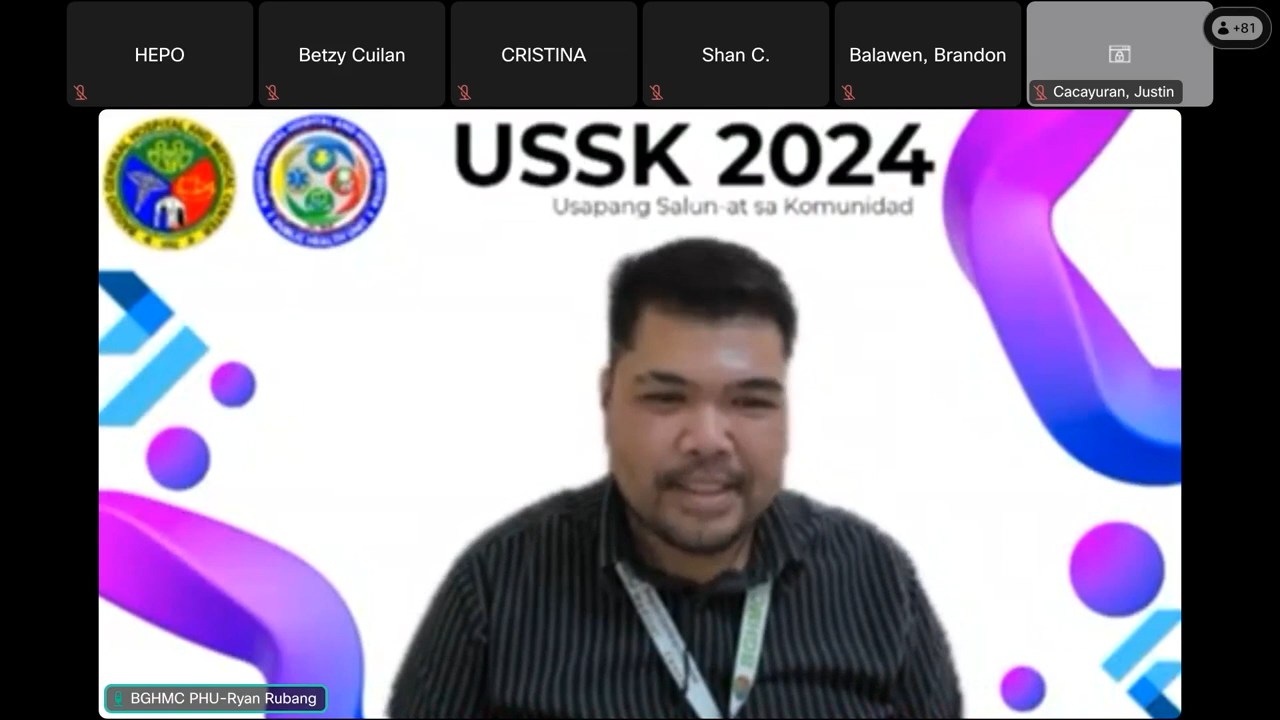 HEPO
Betzy Cuilan
CRISTINA
Shan C.
Balawen, Brandon
+81
Cacayuran, Justin
USSK 2024
Usapang Salun-at sa Komunidad
BGHMC
BGHMC PHU-Ryan Rubang